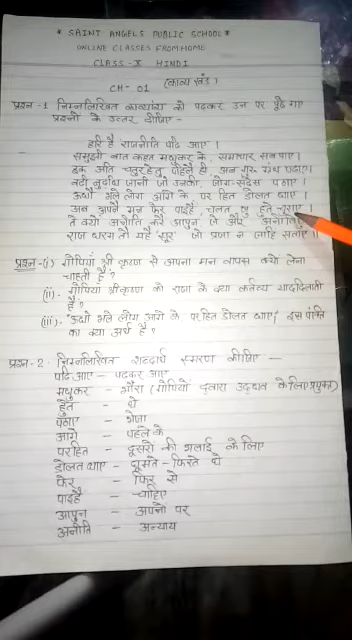 * SAINT ANGELS PUBLIC SCHOOL *
ONLINE CLASSES FROM HOME
CLASS - X HINDI
CH- 01 (काव्य खंड)
प्रश्न-1 निम्नलिखित काव्यांश को पढ़कर उन पर पूछे गए
प्रश्नों के उत्तर दीजिए -
हरि है राजनीति पढ़ि आए।
समुझी बात कहत मधुकर के, समाचार सब पाए।
इक अति चतुर हुते पहिलै ही, अब गुरु ग्रंथ पढ़ाए।
बढ़ी बुद्धि जानी जो उनकी, जोग-सँदेस पठाए।
ऊधौ भले लोग आगे के, पर हित डोलत धाए।
अब अपनै मन फेर पाइहैं, चलत जु हुते चुराए।
ते क्यौं अनीति करैं आपुन, जे और अनीति
राज धरम तौ यहै 'सूर' जो प्रजा न जाहिं सताए॥
प्रश्न-(i) गोपियाँ श्री कृष्ण से अपना मन वापस क्यों लेना
चाहती हैं?
(ii). गोपियाँ श्रीकृष्ण को राजा के क्या कर्तव्य याद दिलाती
हैं?
(iii). 'ऊधौ भले लोग आगे के पर हित डोलत धाए' इस पंक्ति
का क्या अर्थ है?
प्रश्न-2. निम्नलिखित शब्दार्थ स्मरण कीजिए -
पढ़ि आए - पढ़कर आए
मधुकर - भौंरा (गोपियों द्वारा उद्धव के लिए प्रयुक्त)
हुते - थे
पठाए - भेजा
आगे - पहले के
परहित - दूसरों की भलाई के लिए
डोलत धाए - घूमते-फिरते थे
फेर - फिर से
पाइहैं - चाहिए
आपुन - अपनों पर
अनीति - अन्याय